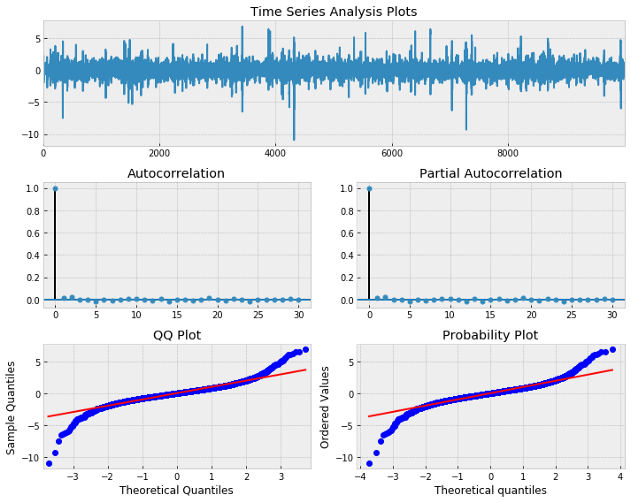 Time Series Analysis Plots
5
0
−5
−10
0 2000 4000 6000 8000
Autocorrelation Partial Autocorrelation
1.0 1.0
0.8 0.8
0.6 0.6
0.4 0.4
0.2 0.2
0.0 0.0
0 5 10 15 20 25 30 0 5 10 15 20 25 30
QQ Plot Probability Plot
Sample Quantiles Ordered Values
5 5
0 0
−5 −5
−10 −10
−3 −2 −1 0 1 2 3 −4 −3 −2 −1 0 1 2 3 4
Theoretical Quantiles Theoretical quantiles